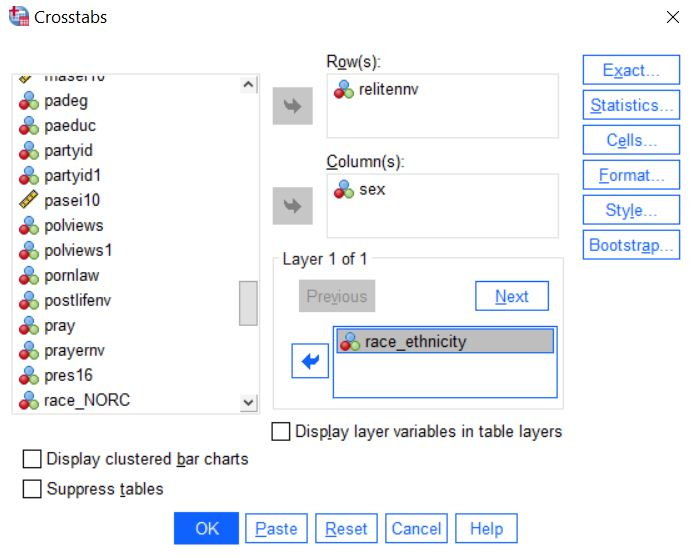 Crosstabs
masei10
padeg
paeduc
partyid
partyid1
pasei10
polviews
polviews1
pornlaw
postlifenv
pray
prayernv
pres16
race_NORC
Row(s):
relitennv
Column(s):
sex
Layer 1 of 1
Previous Next
race_ethnicity
Display layer variables in table layers
Exact...
Statistics...
Cells...
Format...
Style...
Bootstrap...
Display clustered bar charts
Suppress tables
OK Paste Reset Cancel Help